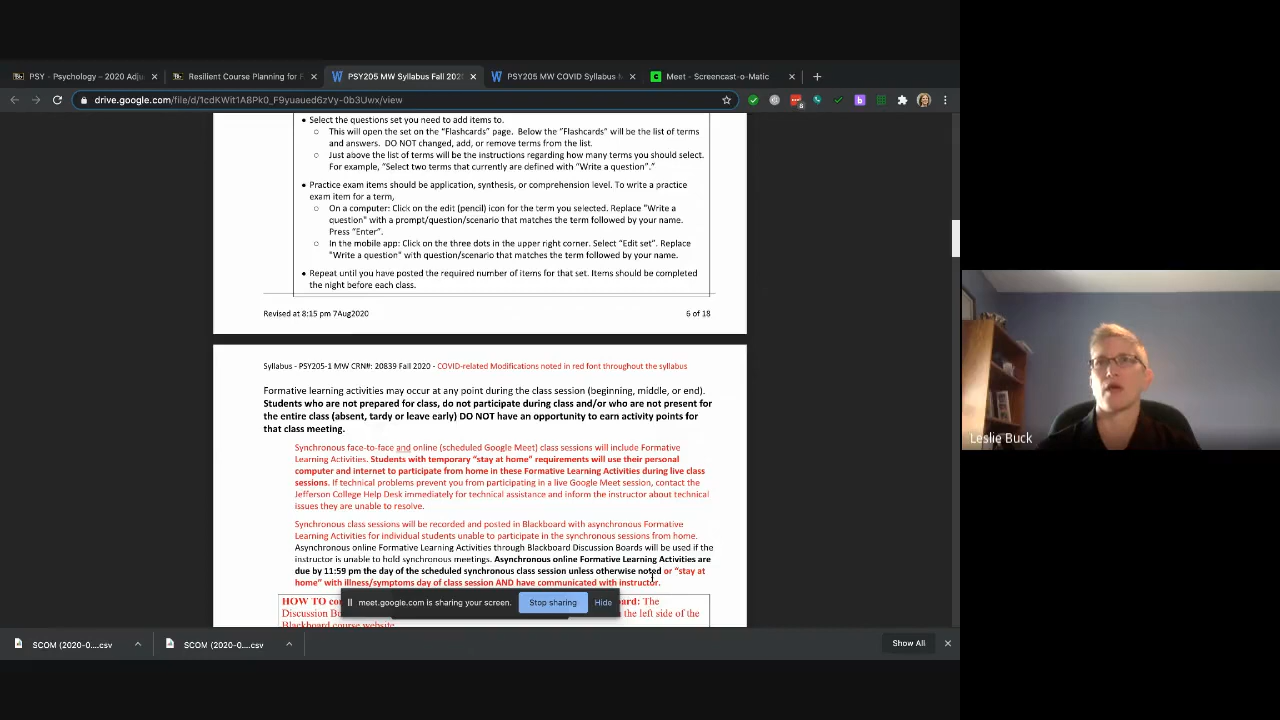 PSY - Psychology – 2020 Adju
Resilient Course Planning for F
PSY205 MW Syllabus Fall 202
PSY205 MW COVID Syllabus M
Meet - Screencast-o-Matic
drive.google.com/file/d/1cdKWit1A8Pk0_F9yuaued6zVy-0b3Uwx/view
• Select the questions set you need to add items to.
○ This will open the set on the "Flashcards" page. Below the "Flashcards" will be the list of terms
and answers. DO NOT changed, add, or remove terms from the list.
○ Just above the list of terms will be the instructions regarding how many terms you should select.
For example, "Select two terms that currently are defined with "Write a question"."
• Practice exam items should be application, synthesis, or comprehension level. To write a practice
exam item for a term,
○ On a computer: Click on the edit (pencil) icon for the term you selected. Replace "Write a
question" with a prompt/question/scenario that matches the term followed by your name.
Press "Enter".
○ In the mobile app: Click on the three dots in the upper right corner. Select "Edit set". Replace
"Write a question" with question/scenario that matches the term followed by your name.
• Repeat until you have posted the required number of items for that set. Items should be completed
the night before each class.
Revised at 8:15 pm 7Aug2020 6 of 18
Syllabus - PSY205-1 MW CRN#: 20839 Fall 2020 - COVID-related Modifications noted in red font throughout the syllabus
Formative learning activities may occur at any point during the class session (beginning, middle, or end).
Students who are not prepared for class, do not participate during class and/or who are not present for
the entire class (absent, tardy or leave early) DO NOT have an opportunity to earn activity points for
that class meeting.
Synchronous face-to-face and online (scheduled Google Meet) class sessions will include Formative
Learning Activities. Students with temporary "stay at home" requirements will use their personal
computer and internet to participate from home in these Formative Learning Activities during live class
sessions. If technical problems prevent you from participating in a live Google Meet session, contact the
Jefferson College Help Desk immediately for technical assistance and inform the instructor about technical
issues they are unable to resolve.
Synchronous class sessions will be recorded and posted in Blackboard with asynchronous Formative
Learning Activities for individual students unable to participate in the synchronous sessions from home.
Asynchronous online Formative Learning Activities through Blackboard Discussion Boards will be used if the
instructor is unable to hold synchronous meetings. Asynchronous online Formative Learning Activities are
due by 11:59 pm the day of the scheduled synchronous class session unless otherwise noted or "stay at
home" with illness/symptoms day of class session AND have communicated with instructor.
HOW TO co
ard: The
Discussion Bo
the left side of the
Blackboard course website
meet.google.com is sharing your screen. Stop sharing Hide
SCOM (2020-0....csv
SCOM (2020-0....csv
Show All
Leslie Buck